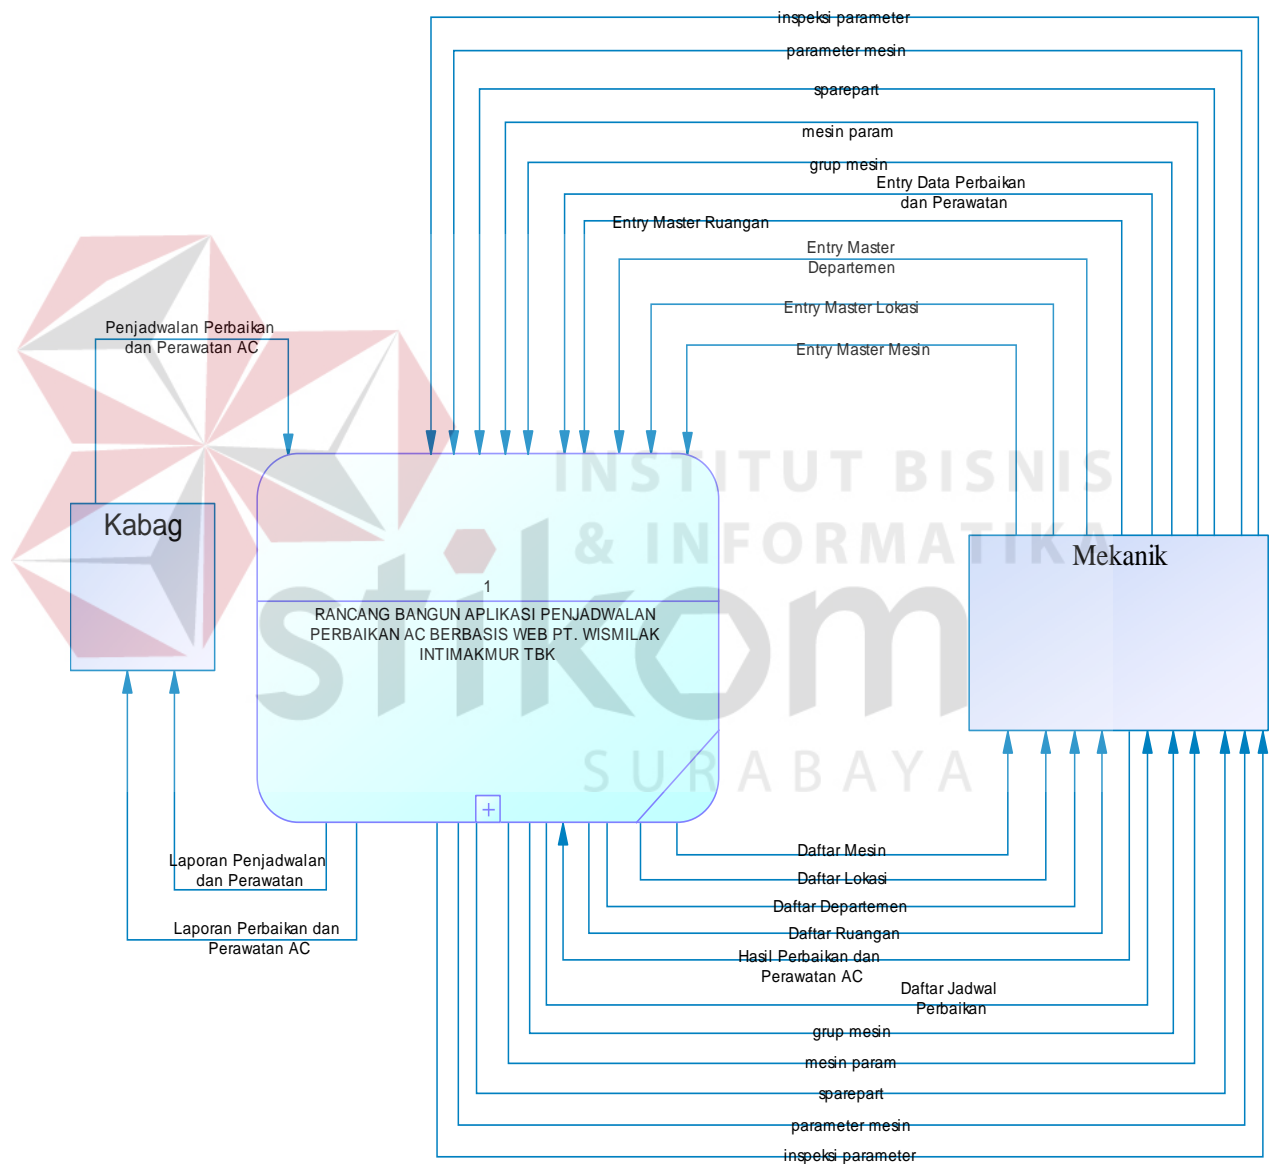 inspeksi parameter
parameter mesin
sparepart
mesin param
grup mesin
Entry Data Perbaikan
dan Perawatan
Entry Master Ruangan
Entry Master
Departemen
Entry Master Lokasi
Entry Master Mesin
Penjadwalan Perbaikan
dan Perawatan AC
INSTITUT BISNIS
& INFORMATIKA
stikom
SURABAYA
Kabag
Mekanik
1
RANCANG BANGUN APLIKASI PENJADWALAN
PERBAIKAN AC BERBASIS WEB PT. WISMILAK
INTIMAKMUR TBK
Laporan Penjadwalan
dan Perawatan
Laporan Perbaikan dan
Perawatan AC
Daftar Mesin
Daftar Lokasi
Daftar Departemen
Daftar Ruangan
Hasil Perbaikan dan
Perawatan AC
Daftar Jadwal
Perbaikan
grup mesin
mesin param
sparepart
parameter mesin
inspeksi parameter